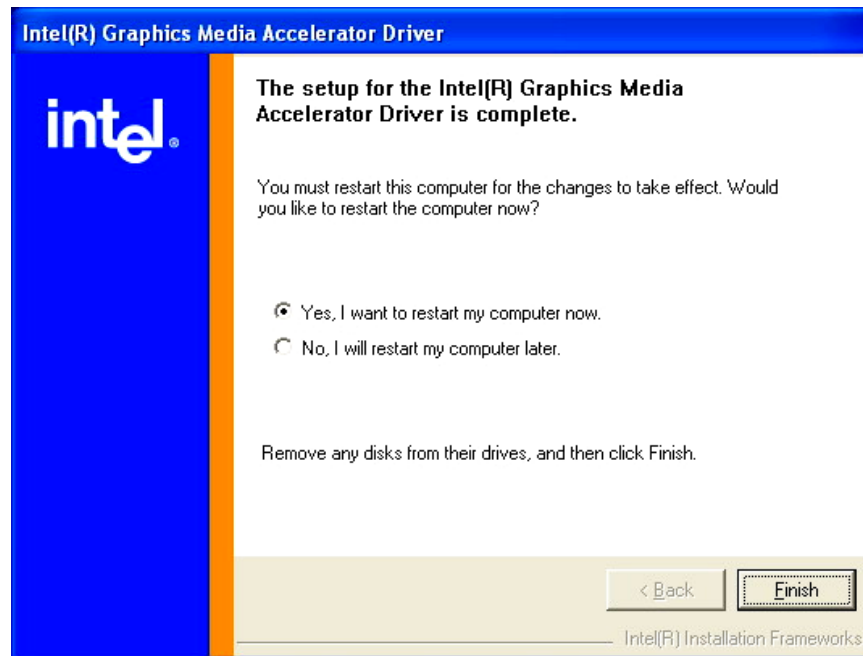 Intel(R) Graphics Media Accelerator Driver
intel®
The setup for the Intel(R) Graphics Media
Accelerator Driver is complete.
You must restart this computer for the changes to take effect. Would
you like to restart the computer now?
Yes, I want to restart my computer now.
No, I will restart my computer later.
Remove any disks from their drives, and then click Finish.
< Back
Finish
Intel(R) Installation Frameworks